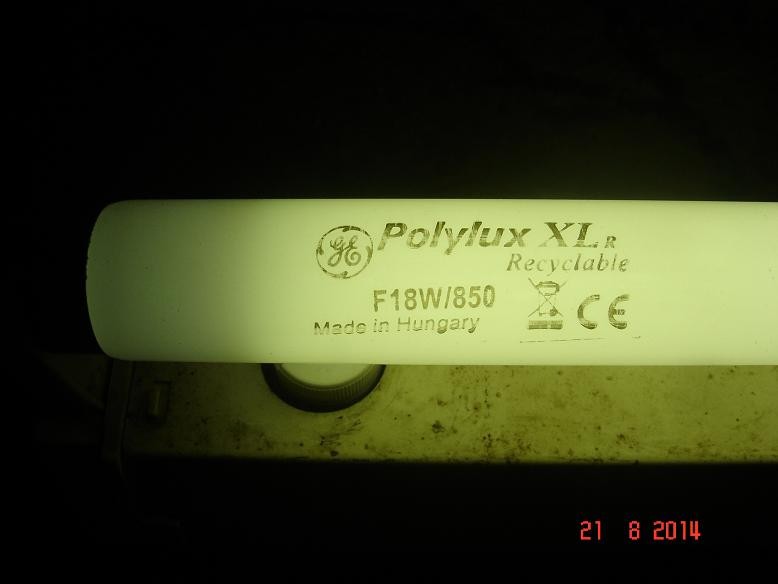 GE Polylux XL R
Recyclable
F18W/850
Made in Hungary
CE
21 8 2014